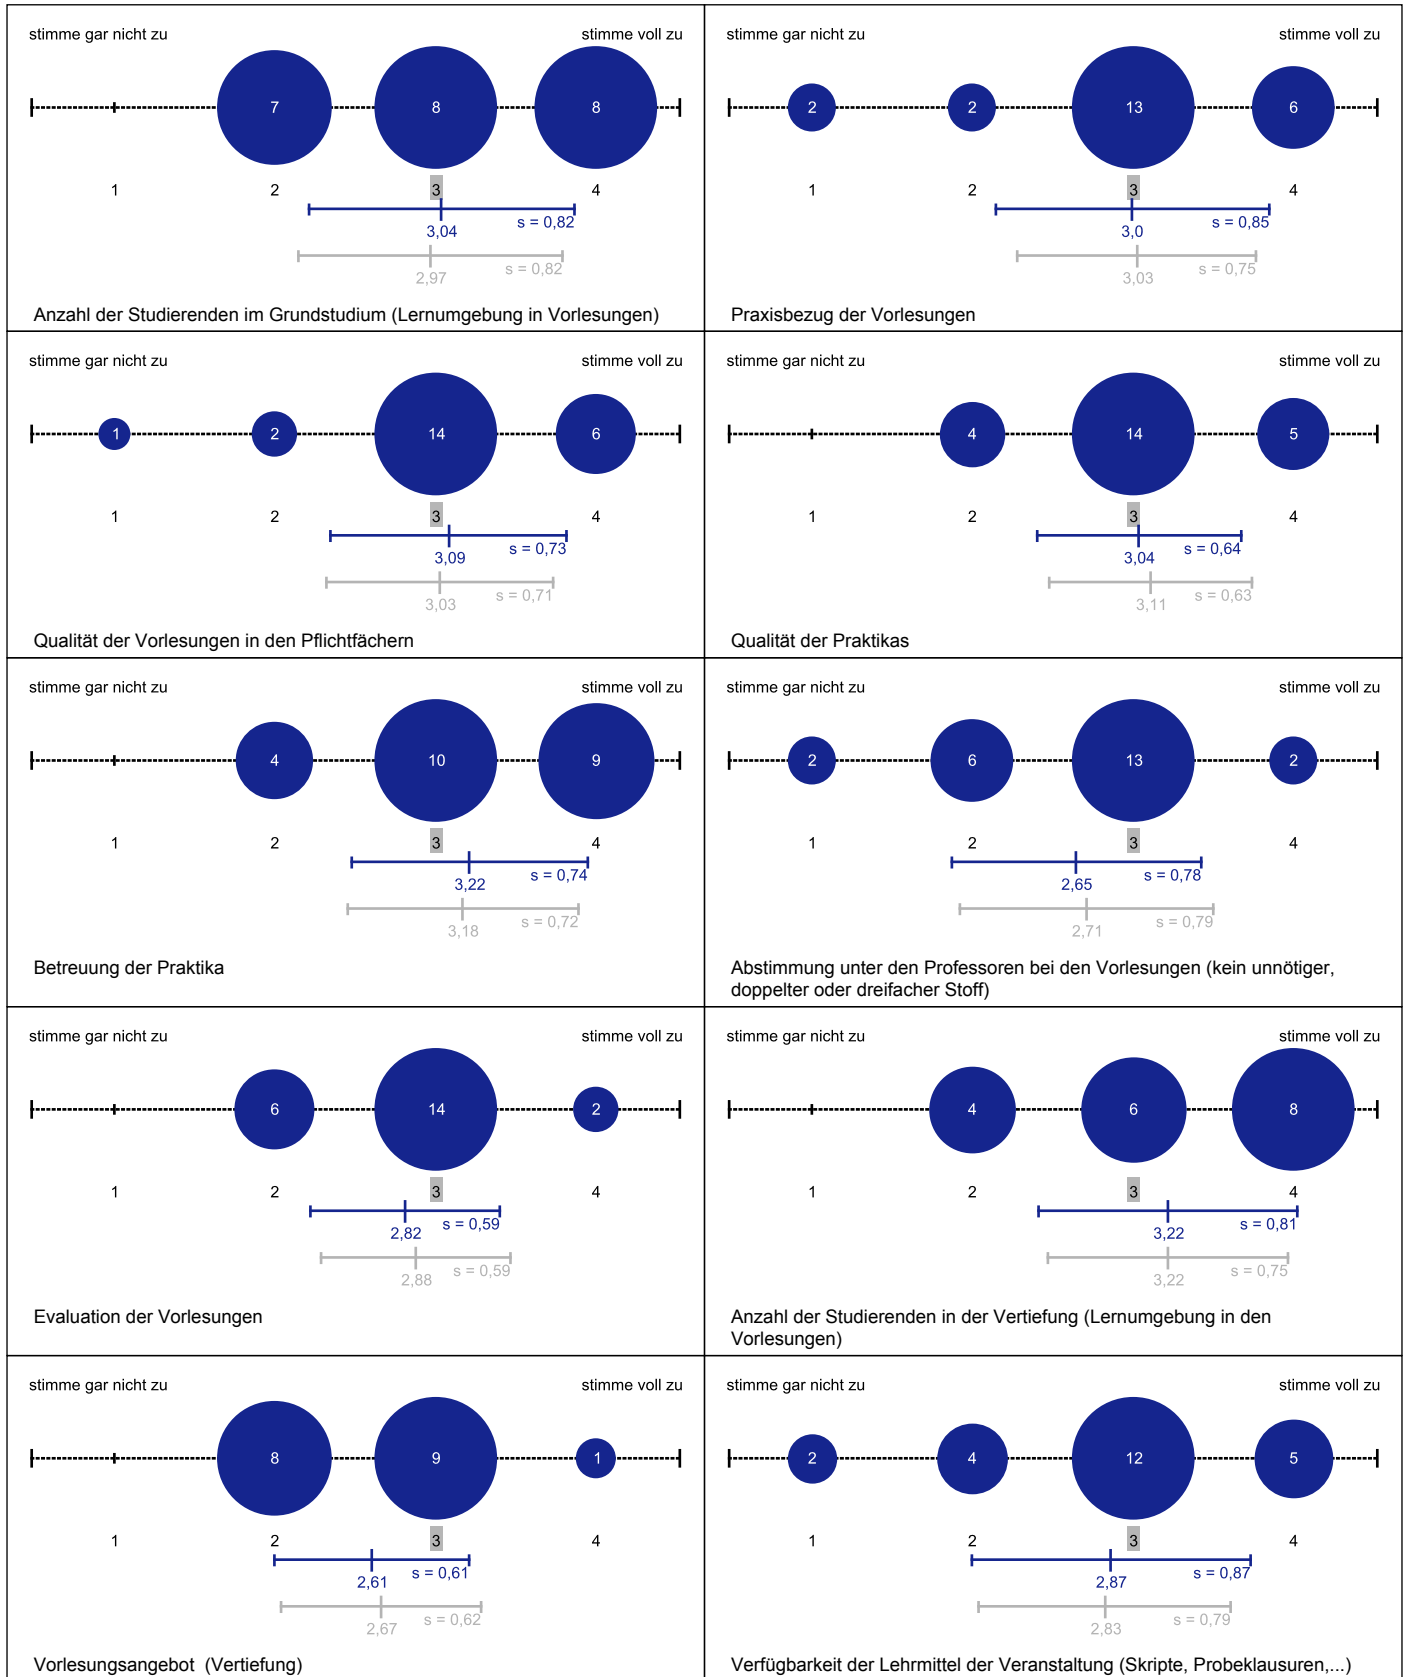 stimme gar nicht zu stimme voll zu
7 8 8
1 2 3 4
s = 0,82
3,04
s = 0,82
2,97
Anzahl der Studierenden im Grundstudium (Lernumgebung in Vorlesungen)
stimme gar nicht zu stimme voll zu
2 2 13 6
1 2 3 4
s = 0,85
3,0
s = 0,75
3,03
Praxisbezug der Vorlesungen
stimme gar nicht zu stimme voll zu
1 2 14 6
1 2 3 4
s = 0,73
3,09
s = 0,71
3,03
Qualität der Vorlesungen in den Pflichtfächern
stimme gar nicht zu stimme voll zu
4 14 5
1 2 3 4
s = 0,64
3,04
s = 0,63
3,11
Qualität der Praktikas
stimme gar nicht zu stimme voll zu
4 10 9
1 2 3 4
s = 0,74
3,22
s = 0,72
3,18
Betreuung der Praktika
stimme gar nicht zu stimme voll zu
2 6 13 2
1 2 3 4
s = 0,78
2,65
s = 0,79
2,71
Abstimmung unter den Professoren bei den Vorlesungen (kein unnötiger,
doppelter oder dreifacher Stoff)
stimme gar nicht zu stimme voll zu
6 14 2
1 2 3 4
s = 0,59
2,82
s = 0,59
2,88
Evaluation der Vorlesungen
stimme gar nicht zu stimme voll zu
4 6 8
1 2 3 4
s = 0,81
3,22
s = 0,75
3,22
Anzahl der Studierenden in der Vertiefung (Lernumgebung in den
Vorlesungen)
stimme gar nicht zu stimme voll zu
8 9 1
1 2 3 4
s = 0,61
2,61
s = 0,62
2,67
Vorlesungsangebot (Vertiefung)
stimme gar nicht zu stimme voll zu
2 4 12 5
1 2 3 4
s = 0,87
2,87
s = 0,79
2,83
Verfügbarkeit der Lehrmittel der Veranstaltung (Skripte, Probeklausuren,...)